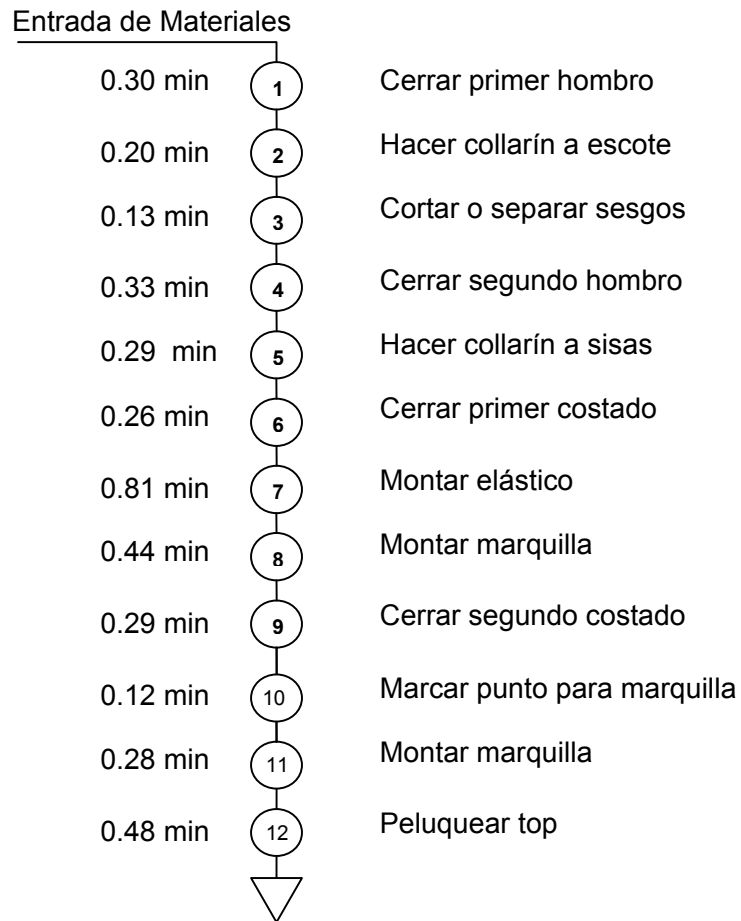 Entrada de Materiales
0.30 min 1 Cerrar primer hombro
0.20 min 2 Hacer collarín a escote
0.13 min 3 Cortar o separar sesgos
0.33 min 4 Cerrar segundo hombro
0.29 min 5 Hacer collarín a sisas
0.26 min 6 Cerrar primer costado
0.81 min 7 Montar elástico
0.44 min 8 Montar marquilla
0.29 min 9 Cerrar segundo costado
0.12 min 10 Marcar punto para marquilla
0.28 min 11 Montar marquilla
0.48 min 12 Peluquear top